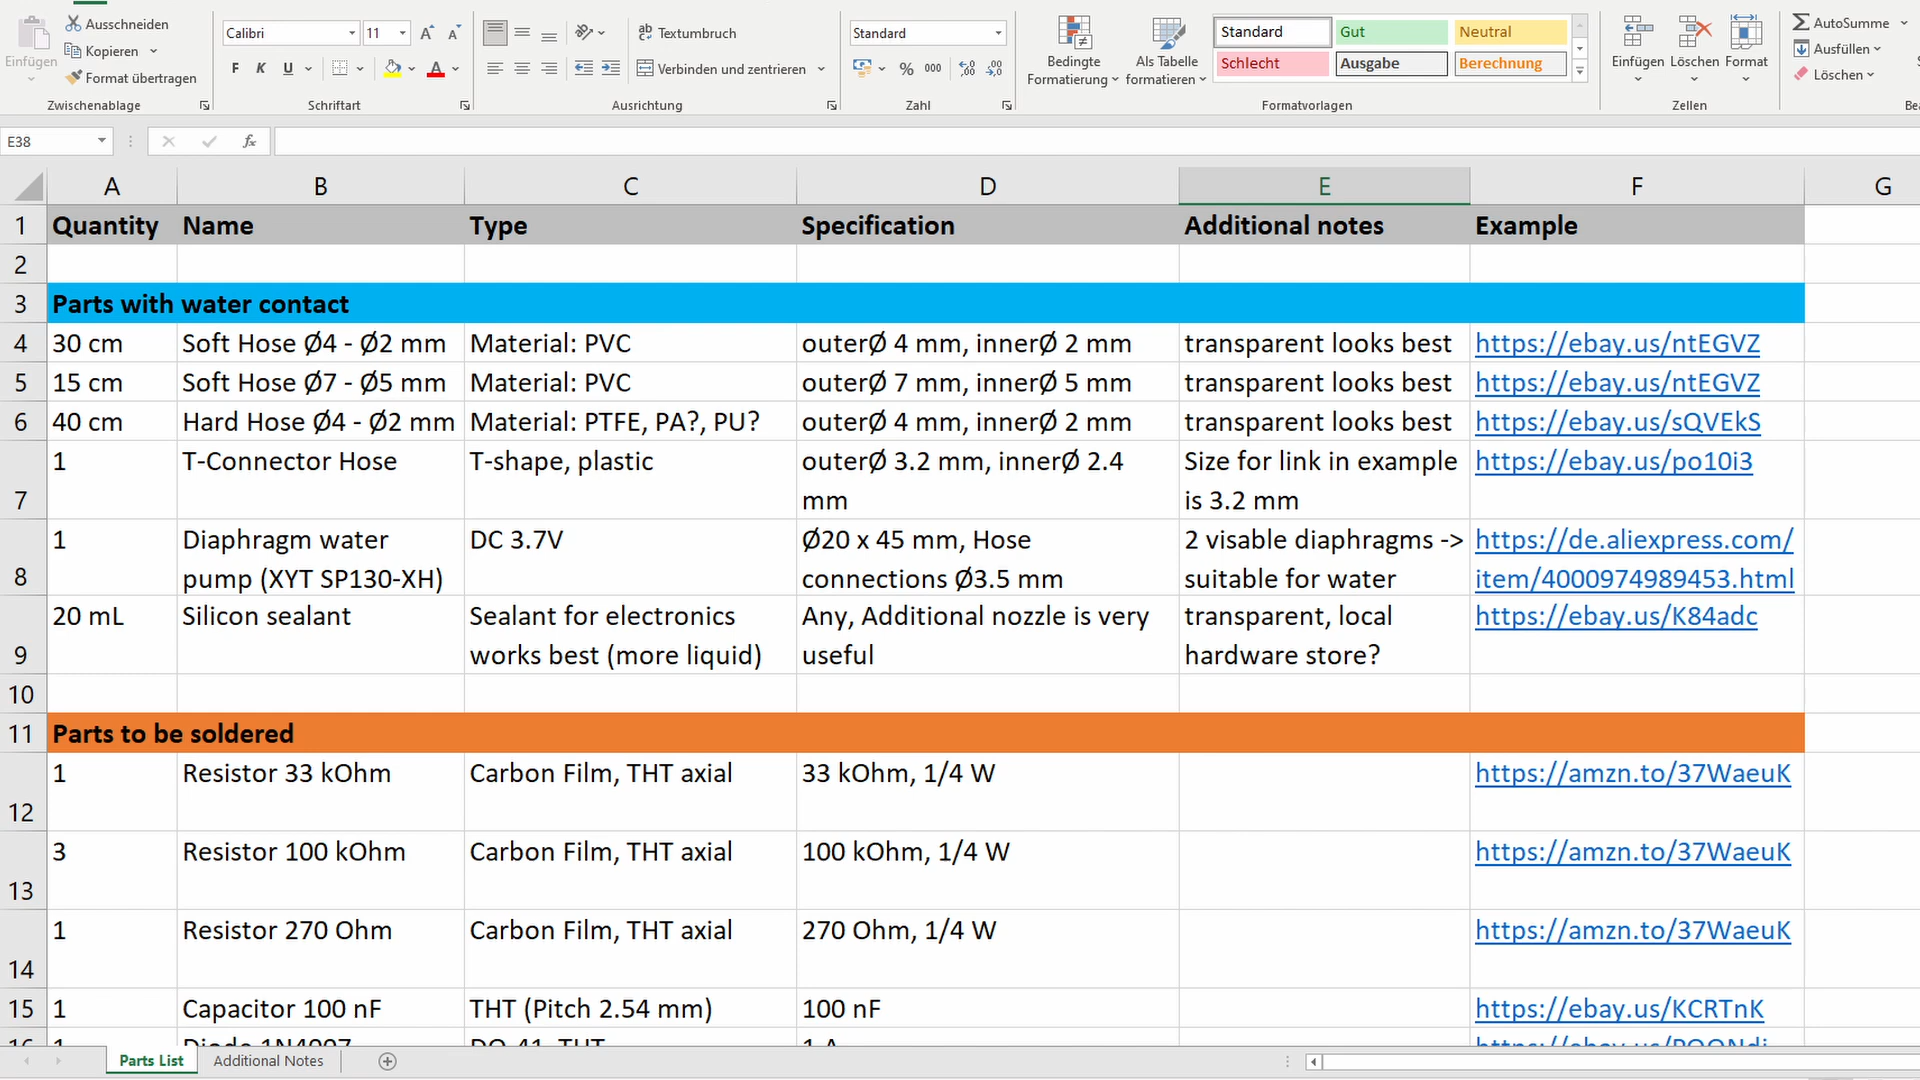 Einfügen
Ausschneiden
Kopieren
Format übertragen
Zwischenablage
Calibri
11
F K U
Schriftart
Textumbruch
Verbinden und zentrieren
Ausrichtung
Standard
% 000
Zahl
Bedingte Formatierung
Als Tabelle formatieren
Standard Gut Neutral
Schlecht Ausgabe Berechnung
Formatvorlagen
Einfügen Löschen Format
Zellen
AutoSumme
Ausfüllen
Löschen
E38
fx
A B C D E F G
1 Quantity Name Type Specification Additional notes Example
2
3 Parts with water contact
4 30 cm Soft Hose Ø4 - Ø2 mm Material: PVC outerØ 4 mm, innerØ 2 mm transparent looks best https://ebay.us/ntEGVZ
5 15 cm Soft Hose Ø7 - Ø5 mm Material: PVC outerØ 7 mm, innerØ 5 mm transparent looks best https://ebay.us/ntEGVZ
6 40 cm Hard Hose Ø4 - Ø2 mm Material: PTFE, PA?, PU? outerØ 4 mm, innerØ 2 mm transparent looks best https://ebay.us/sQVEkS
1 T-Connector Hose T-shape, plastic outerØ 3.2 mm, innerØ 2.4 Size for link in example https://ebay.us/po10i3
7 mm is 3.2 mm
1 Diaphragm water DC 3.7V Ø20 x 45 mm, Hose 2 visable diaphragms -> https://de.aliexpress.com/
8 pump (XYT SP130-XH) connections Ø3.5 mm suitable for water item/4000974989453.html
20 mL Silicon sealant Sealant for electronics Any, Additional nozzle is very transparent, local https://ebay.us/K84adc
9 works best (more liquid) useful hardware store?
10
11 Parts to be soldered
1 Resistor 33 kOhm Carbon Film, THT axial 33 kOhm, 1/4 W https://amzn.to/37WaeuK
12
3 Resistor 100 kOhm Carbon Film, THT axial 100 kOhm, 1/4 W https://amzn.to/37WaeuK
13
1 Resistor 270 Ohm Carbon Film, THT axial 270 Ohm, 1/4 W https://amzn.to/37WaeuK
14
15 1 Capacitor 100 nF THT (Pitch 2.54 mm) 100 nF https://ebay.us/KCRTnK
16 1 Diode 1N4007 DO-41, THT 1 A
Parts List Additional Notes